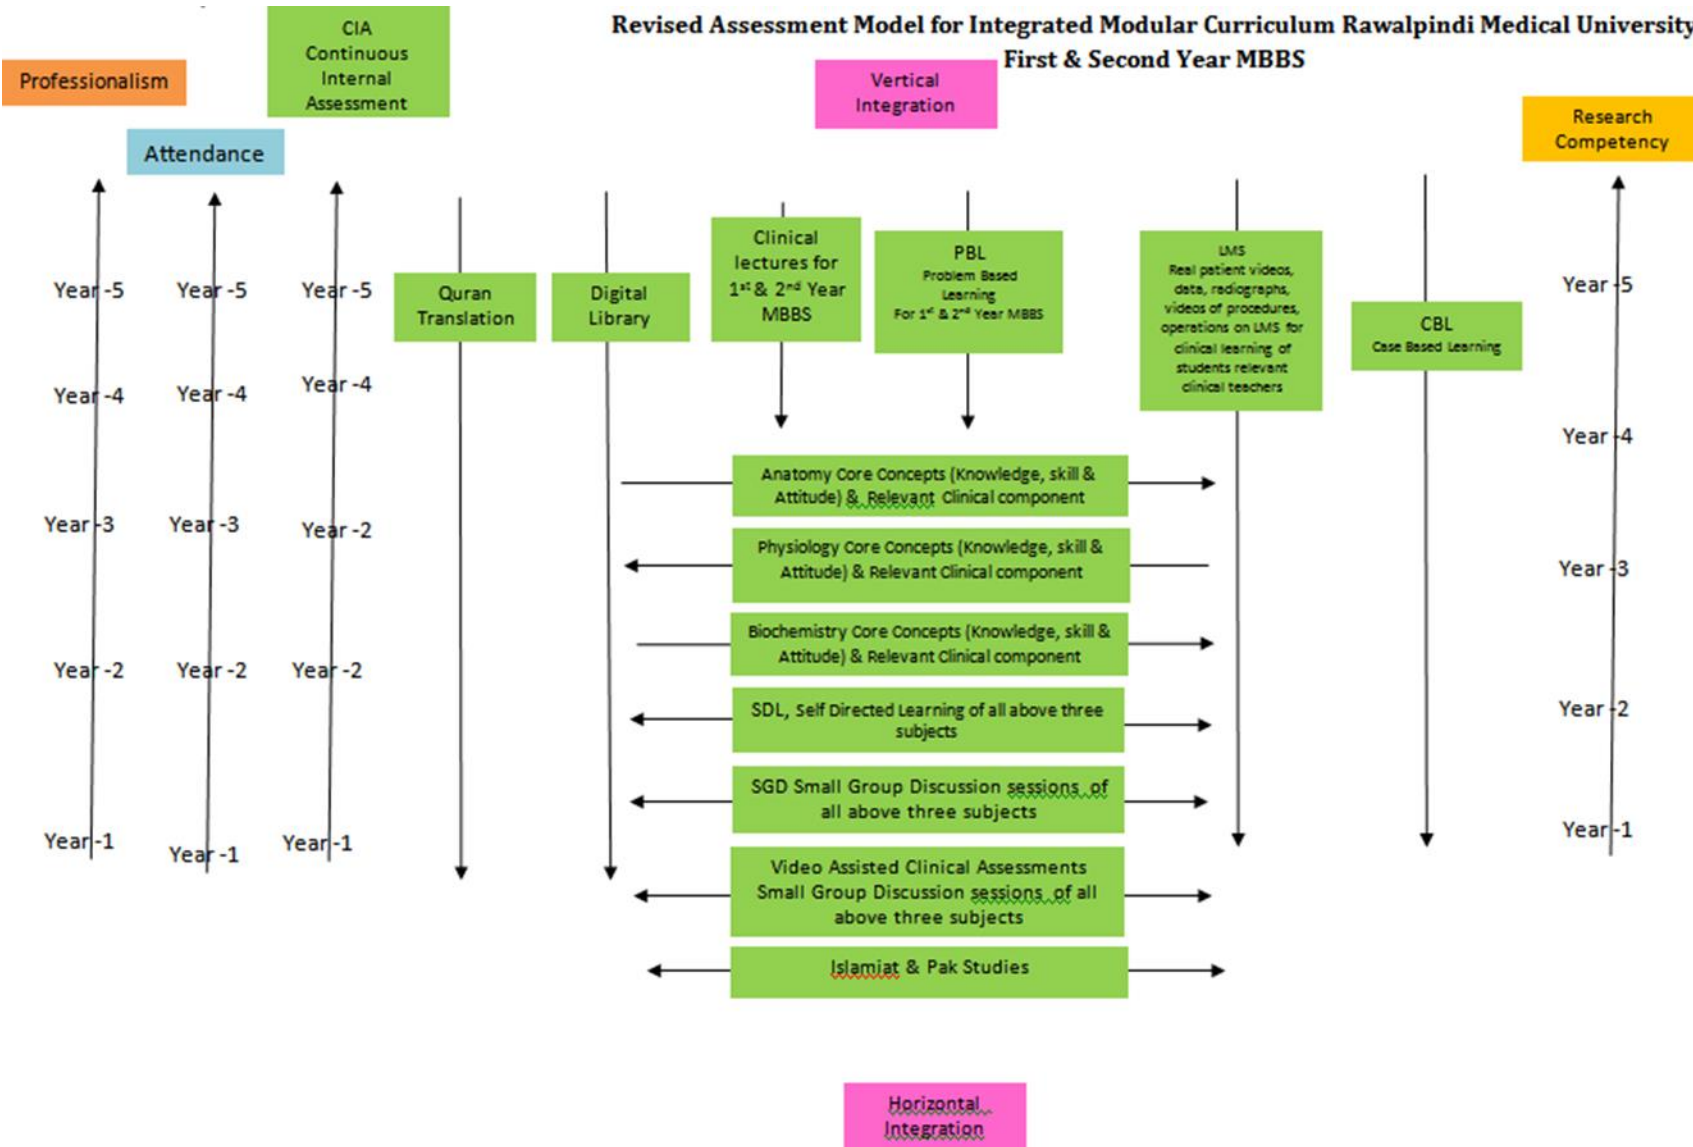 Revised Assessment Model for Integrated Modular Curriculum Rawalpindi Medical University
First & Second Year MBBS
Professionalism
Attendance
CIA
Continuous
Internal
Assessment
Vertical
Integration
Research
Competency
Year -5
Year -4
Year -3
Year -2
Year -1
Year -5
Year -4
Year -3
Year -2
Year -1
Year -5
Year -4
Year -2
Year -2
Year -1
Quran
Translation
Digital
Library
Clinical
lectures for
1st & 2nd Year
MBBS
PBL
Problem Based
Learning
For 1st & 2nd Year MBBS
LMS
Real patient videos,
data, radiographs,
videos of procedures,
operations on LMS for
clinical learning of
students relevant
clinical teachers
CBL
Case Based Learning
Year -5
Year -4
Year -3
Year -2
Year -1
Anatomy Core Concepts (Knowledge, skill &
Attitude) & Relevant Clinical component
Physiology Core Concepts (Knowledge, skill &
Attitude) & Relevant Clinical component
Biochemistry Core Concepts (Knowledge, skill &
Attitude) & Relevant Clinical component
SDL, Self Directed Learning of all above three
subjects
SGD Small Group Discussion sessions of
all above three subjects
Video Assisted Clinical Assessments
Small Group Discussion sessions of all
above three subjects
Islamiat & Pak Studies
Horizontal
Integration